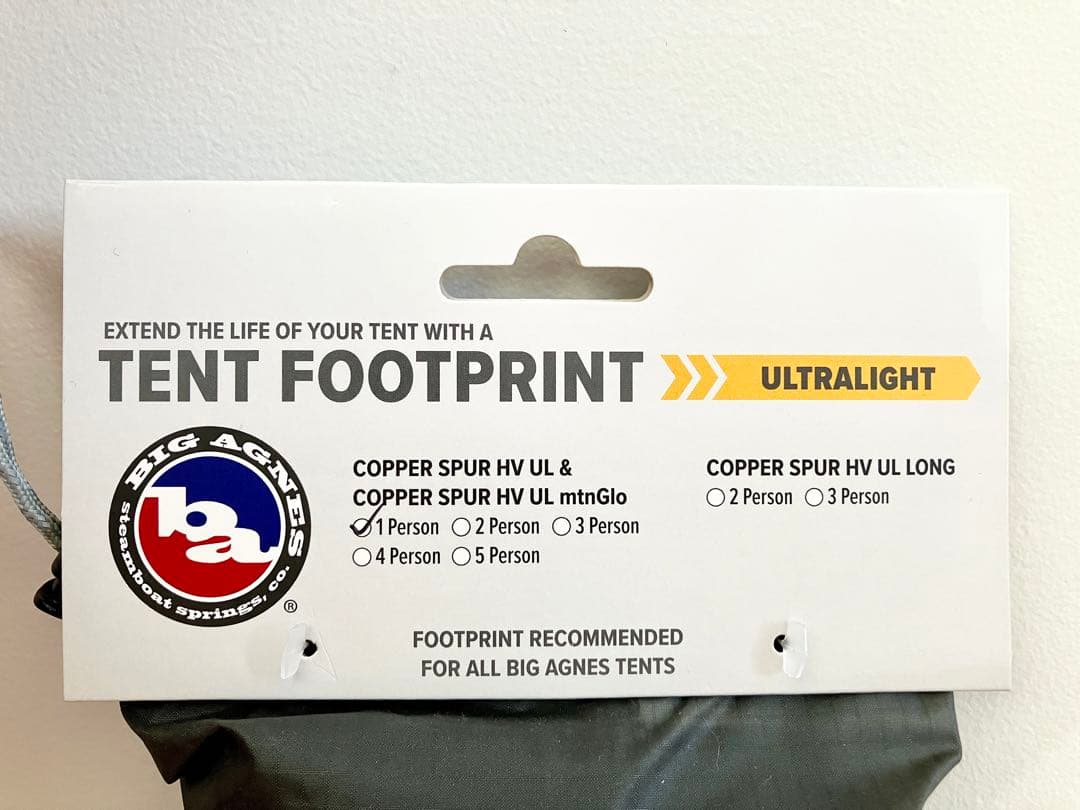 EXTEND THE LIFE OF YOUR TENT WITH A
TENT FOOTPRINT
ULTRALIGHT
BIG AGNES
ba
steamboat springs, co.
®
COPPER SPUR HV UL &
COPPER SPUR HV UL mtnGlo
1 Person 2 Person 3 Person
4 Person 5 Person
COPPER SPUR HV UL LONG
2 Person 3 Person
FOOTPRINT RECOMMENDED
FOR ALL BIG AGNES TENTS